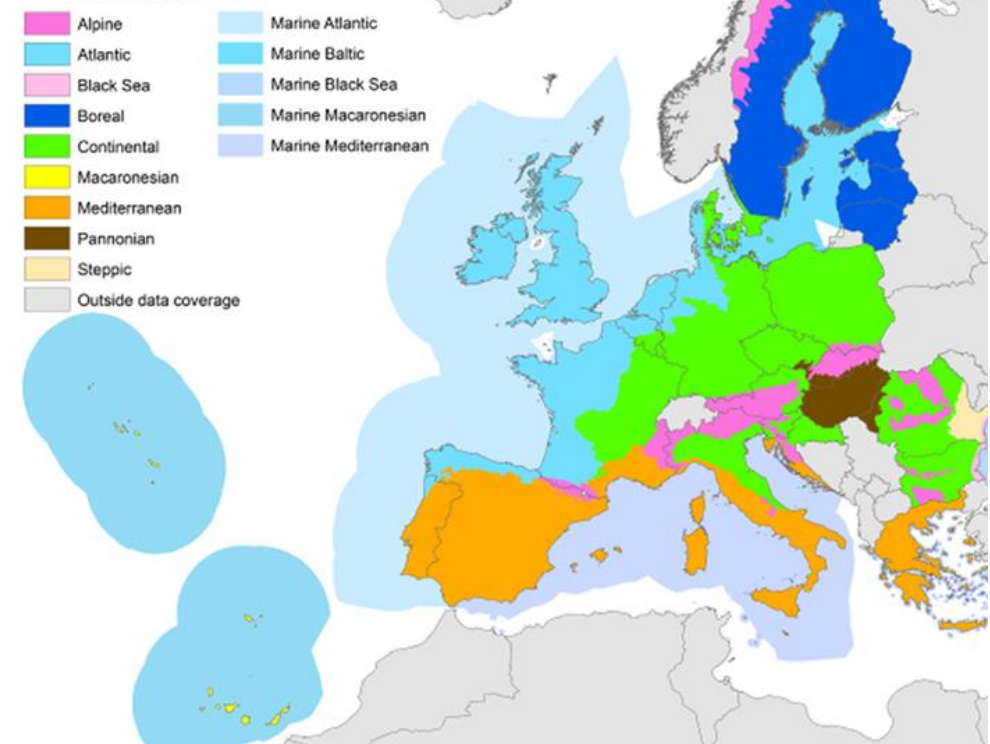 Alpine
Atlantic
Black Sea
Boreal
Continental
Macaronesian
Mediterranean
Pannonian
Steppic
Outside data coverage
Marine Atlantic
Marine Baltic
Marine Black Sea
Marine Macaronesian
Marine Mediterranean